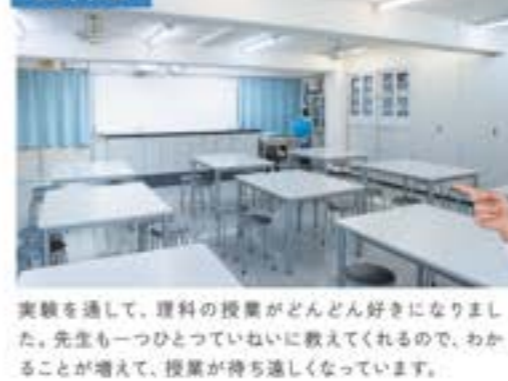 実験を通して、理科の授業がどんどん好きになりまし
た。先生も一つひとつていねいに教えてくれるので、わか
ることが増えて、授業が待ち遠しくなっています。